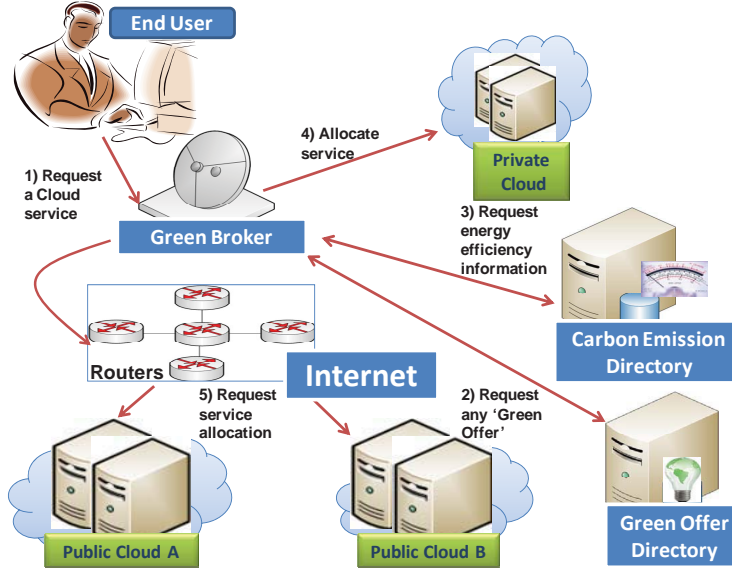 End User
1) Request
a Cloud
service
4) Allocate
service
Private
Cloud
Green Broker
3) Request
energy
efficiency
information
Carbon Emission
Directory
Routers
Internet
5) Request
service
allocation
2) Request
any ‘Green
Offer’
Public Cloud A
Public Cloud B
Green Offer
Directory